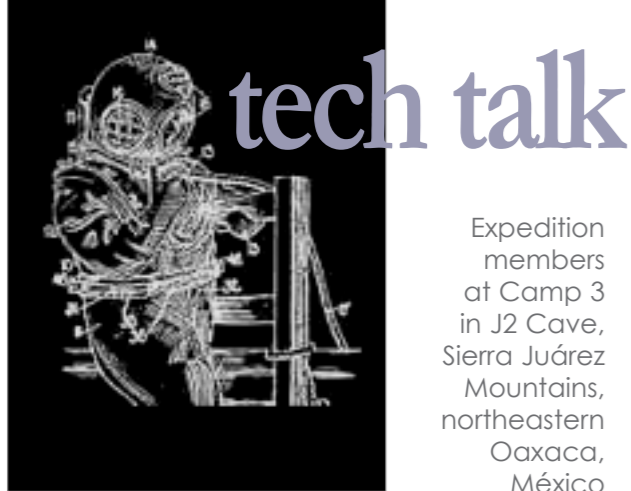 tech talk
Expedition
members
at Camp 3
in J2 Cave,
Sierra Juárez
Mountains,
northeastern
Oaxaca,
México